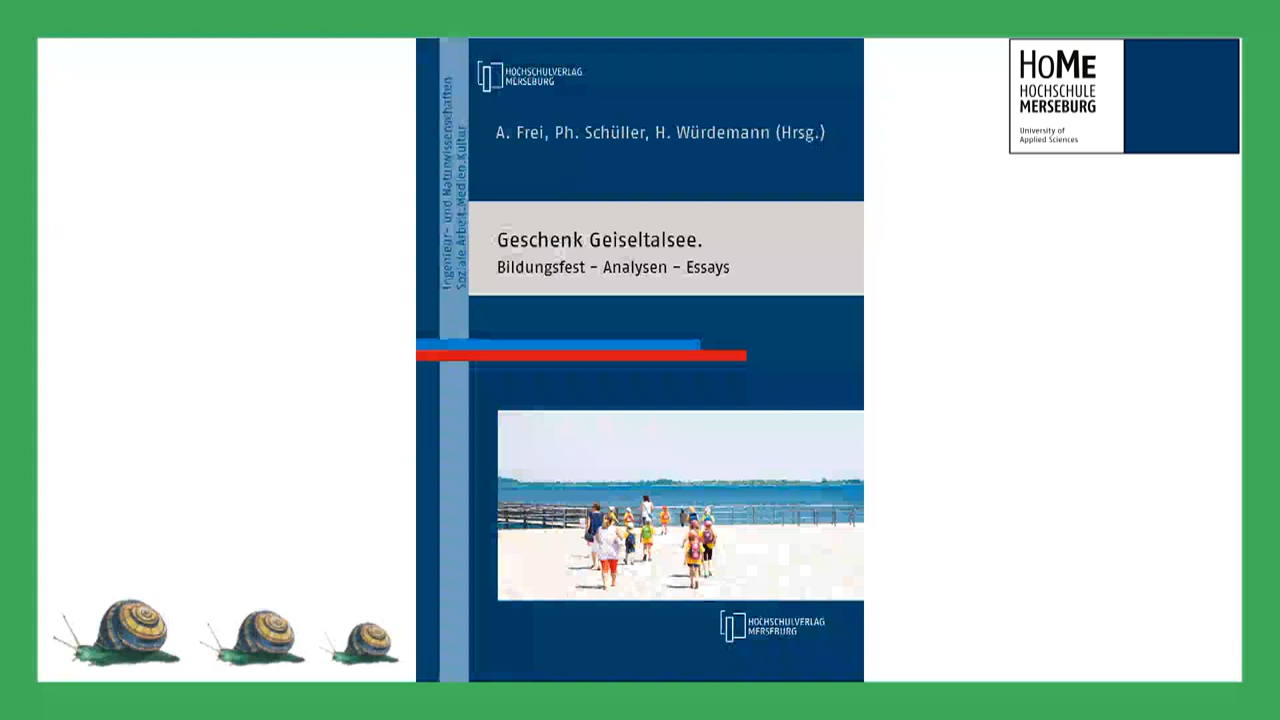 HOCHSCHULVERLAG
MERSEBURG
A. Frei, Ph. Schüller, H. Würdemann (Hrsg.)
Ingenieur- und Naturwissenschaften
Soziale Arbeit.Medien.Kultur
Geschenk Geiseltalsee.
Bildungsfest – Analysen – Essays
HOCHSCHULVERLAG
MERSEBURG
HOME
HOCHSCHULE
MERSEBURG
University of
Applied Sciences